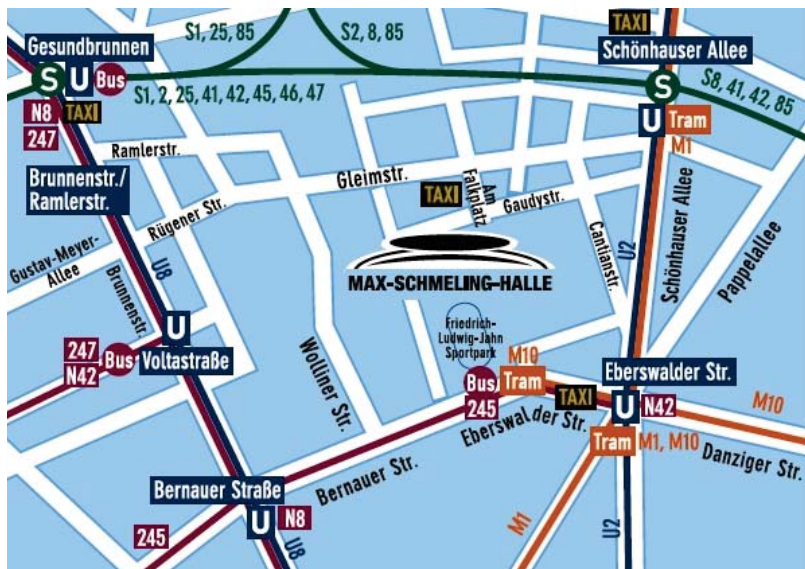 TAXI
Gesundbrunnen
S1, 25, 85
S2, 8, 85
Schönhauser Allee
S U Bus
S1, 2, 25, 41, 42, 45, 46, 47
S
S8, 41, 42, 85
N8 TAXI
247
U Tram
M1
Ramlerstr.
Brunnenstr./
Ramlerstr.
Gleimstr.
TAXI
Am
Falkplatz
Gaudystr.
Rügener Str.
Cantianstr.
U2
Schönhauser Allee
Pappelallee
Gustav-Meyer-
Allee
Brunnenstr.
U8
MAX-SCHMELING-HALLE
U
Voltastraße
247
N42
Bus
Friedrich-
Ludwig-Jahn
Sportpark
Wolliner Str.
M10
Bus
Tram
245
TAXI
Eberswalder Str.
Eberswalder Str.
U N42
M10
Tram M1, M10
Danziger Str.
Bernauer Str.
Bernauer Straße
U N8
U8
245
M1
U2